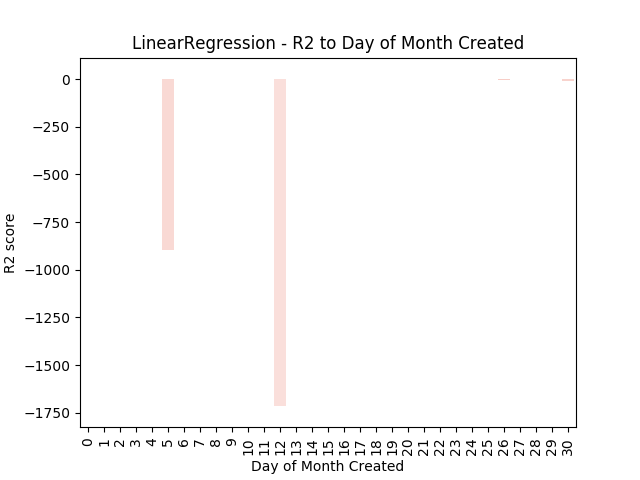 LinearRegression - R2 to Day of Month Created
R2 score
0
−250
−500
−750
−1000
−1250
−1500
−1750
0 1 2 3 4 5 6 7 8 9 10 11 12 13 14 15 16 17 18 19 20 21 22 23 24 25 26 27 28 29 30
Day of Month Created